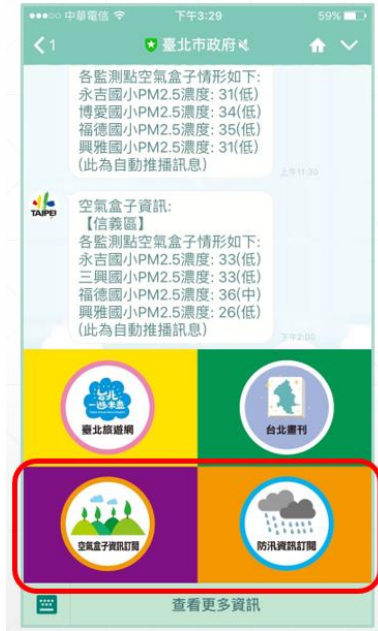 中華電信 下午3:29 59%
1 臺北市政府
各監測點空氣盒子情形如下:
永吉國小PM2.5濃度: 31(低)
博愛國小PM2.5濃度: 34(低)
福德國小PM2.5濃度: 35(低)
興雅國小PM2.5濃度: 31(低)
(此為自動推播訊息)
上午11:33
TAIPEI
空氣盒子資訊:
【信義區】
各監測點空氣盒子情形如下:
永吉國小PM2.5濃度: 33(低)
三興國小PM2.5濃度: 33(低)
福德國小PM2.5濃度: 36(中)
興雅國小PM2.5濃度: 26(低)
(此為自動推播訊息)
下午2:00
臺北旅遊網
台北畫刊
空氣盒子資訊訂閱
防汛資訊訂閱
查看更多資訊